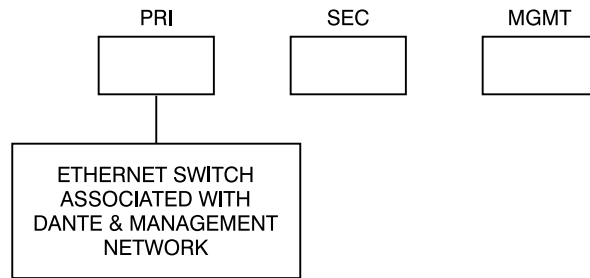 PRI
SEC
MGMT
ETHERNET SWITCH
ASSOCIATED WITH
DANTE & MANAGEMENT
NETWORK